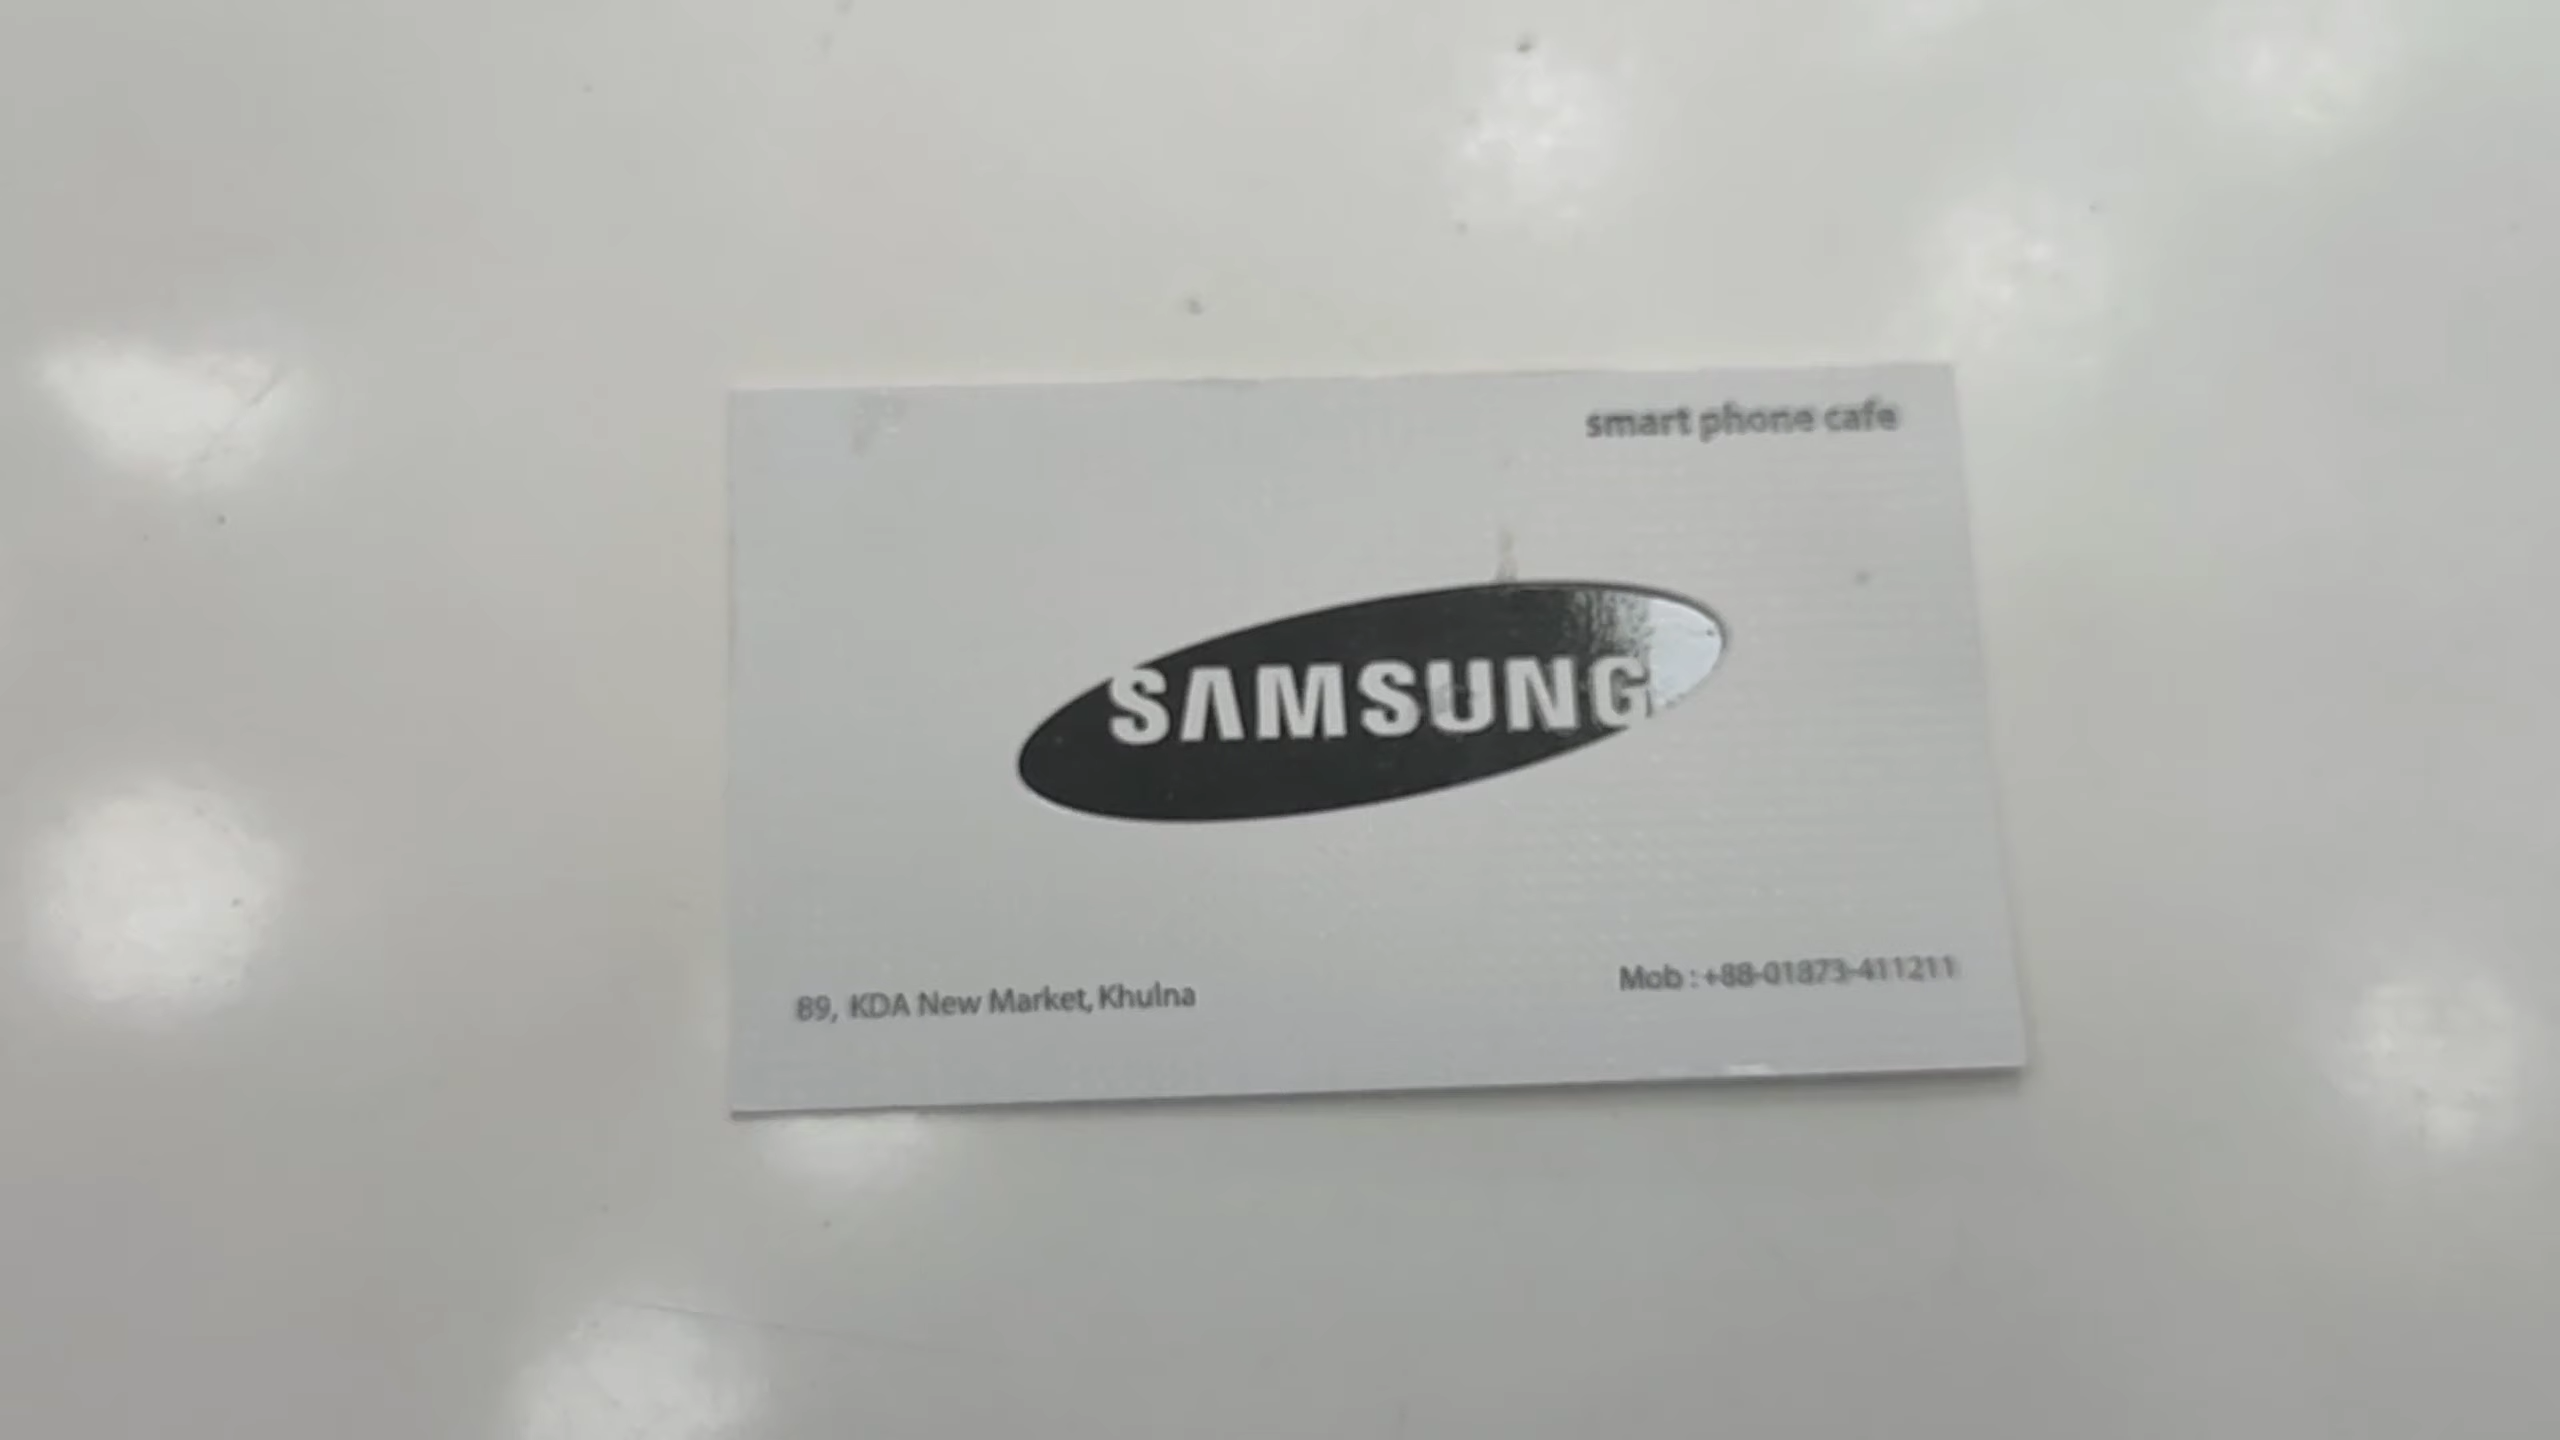 smart phone cafe
SAMSUNG
89, KDA New Market, Khulna
Mob : +88-01873-411211